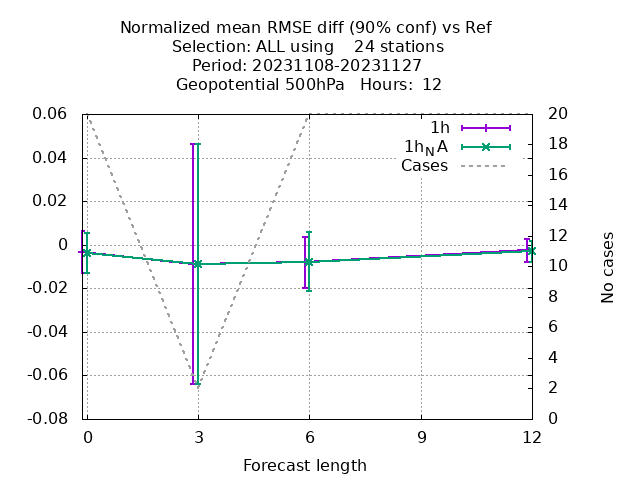 Normalized mean RMSE diff (90% conf) vs Ref
Selection: ALL using    24 stations
Period: 20231108-20231127
Geopotential 500hPa   Hours:  12
0.06
0.04
0.02
0
-0.02
-0.04
-0.06
-0.08
20
18
16
14
12
10
8
6
4
2
0
1h
1h_NA
Cases
No cases
0
3
6
9
12
Forecast length